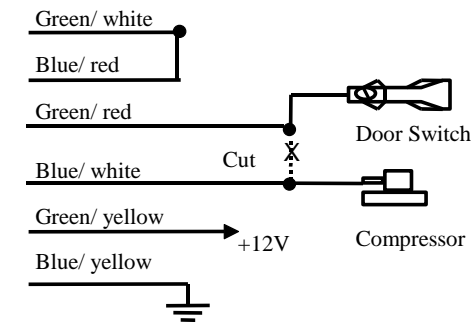 Green/ white
Blue/ red
Green/ red
Door Switch
X
Cut
Blue/ white
Green/ yellow
+12V
Compressor
Blue/ yellow